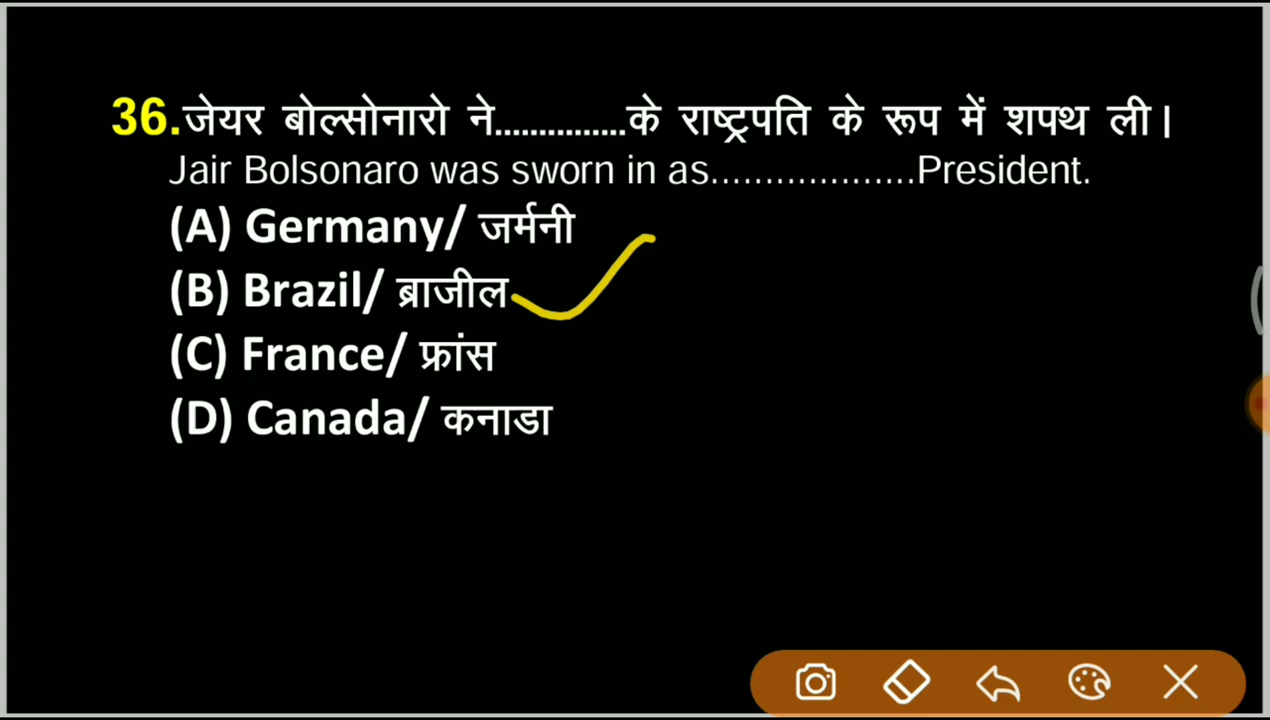 36.जेयर बोल्सोनारो ने...............के राष्ट्रपति के रूप में शपथ ली।
Jair Bolsonaro was sworn in as...................President.
(A) Germany/ जर्मनी
(B) Brazil/ ब्राजील
(C) France/ फ्रांस
(D) Canada/ कनाडा